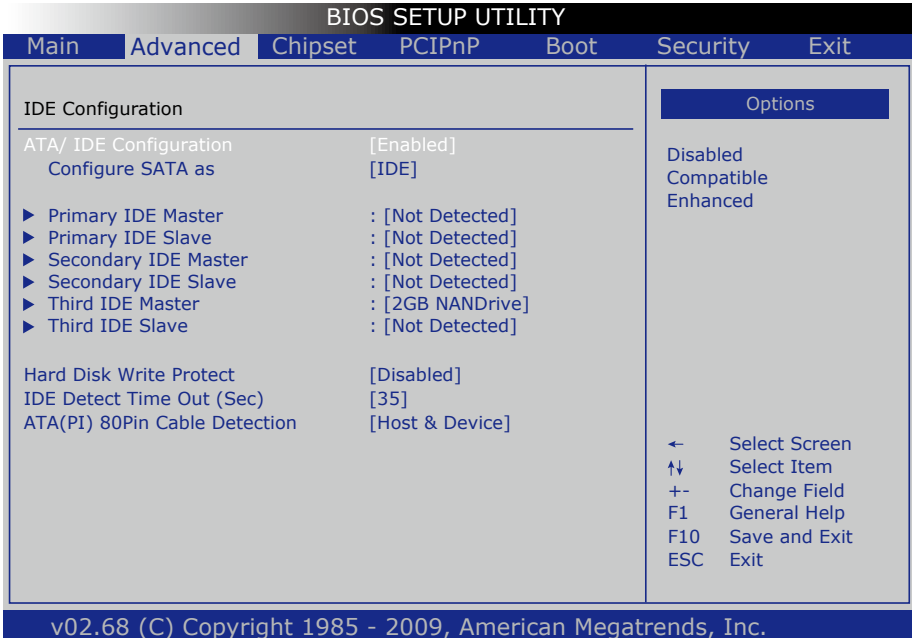 BIOS SETUP UTILITY
Main Advanced Chipset PCIPnP Boot Security Exit
IDE Configuration
ATA/ IDE Configuration [Enabled]
Configure SATA as [IDE]
Primary IDE Master : [Not Detected]
Primary IDE Slave : [Not Detected]
Secondary IDE Master : [Not Detected]
Secondary IDE Slave : [Not Detected]
Third IDE Master : [2GB NANDrive]
Third IDE Slave : [Not Detected]
Hard Disk Write Protect [Disabled]
IDE Detect Time Out (Sec) [35]
ATA(PI) 80Pin Cable Detection [Host & Device]
Options
Disabled
Compatible
Enhanced
← Select Screen
↑↓ Select Item
+- Change Field
F1 General Help
F10 Save and Exit
ESC Exit
v02.68 (C) Copyright 1985 - 2009, American Megatrends, Inc.